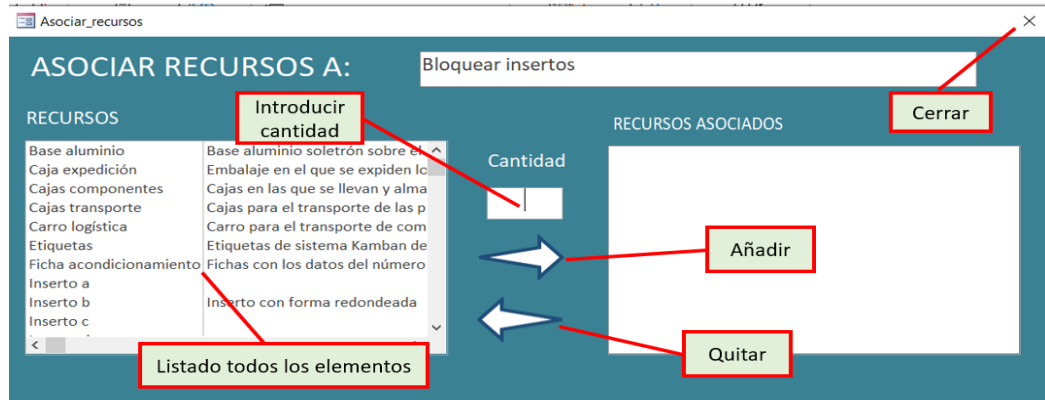 Asociar_recursos
ASOCIAR RECURSOS A:
Bloquear insertos
Introducir
cantidad
Cerrar
RECURSOS
RECURSOS ASOCIADOS
Base aluminio Base aluminio soletrón sobre el
Caja expedición Embalaje en el que se expiden lo
Cajas componentes Cajas en las que se llevan y alma
Cajas transporte Cajas para el transporte de las p
Carro logística Carro para el transporte de com
Etiquetas Etiquetas de sistema Kamban de
Ficha acondicionamiento Fichas con los datos del número
Inserto a
Inserto b Inserto con forma redondeada
Inserto c
Cantidad
Añadir
Quitar
Listado todos los elementos